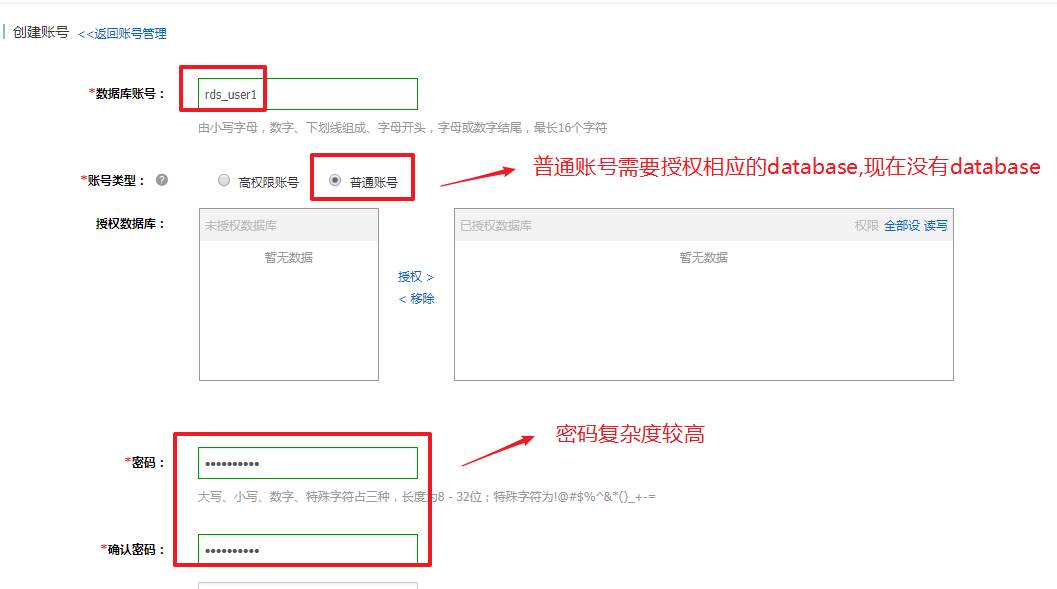 创建账号 <<返回账号管理
*数据库账号： rds_user1
由小写字母，数字、下划线组成、字母开头，字母或数字结尾，最长16个字符
*账号类型： ? 高权限账号 普通账号 普通账号需要授权相应的database,现在没有database
授权数据库： 未授权数据库 已授权数据库 权限 全部设 读写
暂无数据 暂无数据
授权 >
< 移除
密码复杂度较高
*密码： ••••••••••
大写、小写、数字、特殊字符占三种，长度为8－32位；特殊字符为!@#$%^&*()_+-=
*确认密码： ••••••••••